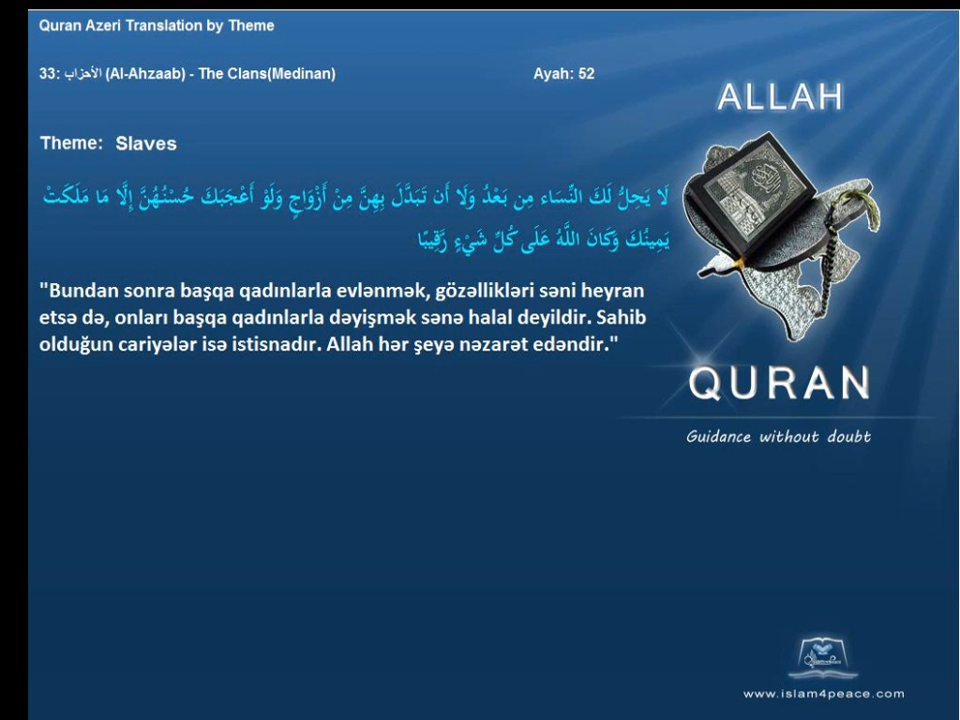 Quran Azeri Translation by Theme
33: الأحزاب (Al-Ahzaab) - The Clans(Medinan) Ayah: 52
ALLAH
Theme: Slaves
لَا يَحِلُّ لَكَ النِّسَاء مِن بَعْدُ وَلَا أَن تَبَدَّلَ بِهِنَّ مِنْ أَزْوَاجٍ وَلَوْ أَعْجَبَكَ حُسْنُهُنَّ إِلَّا مَا مَلَكَتْ
يَمِينُكَ وَكَانَ اللَّهُ عَلَى كُلِّ شَيْءٍ رَّقِيبًا
"Bundan sonra başqa qadınlarla evlənmək, gözəllikləri səni heyran
etsə də, onları başqa qadınlarla dəyişmək sənə halal deyildir. Sahib
olduğun cariyələr isə istisnadır. Allah hər şeyə nəzarət edəndir."
QURAN
Guidance without doubt
www.islam4peace.com